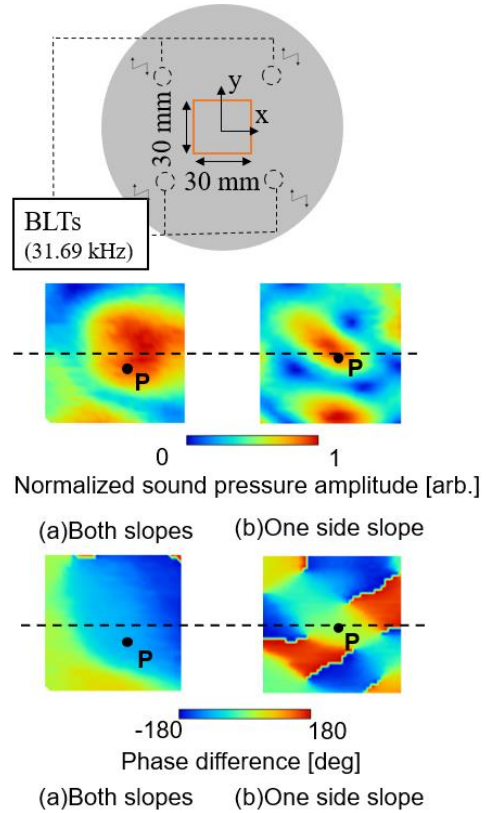 y
x
30 mm
30 mm
BLTs
(31.69 kHz)
P
P
0
1
Normalized sound pressure amplitude [arb.]
(a)Both slopes
(b)One side slope
P
P
-180
180
Phase difference [deg]
(a)Both slopes
(b)One side slope